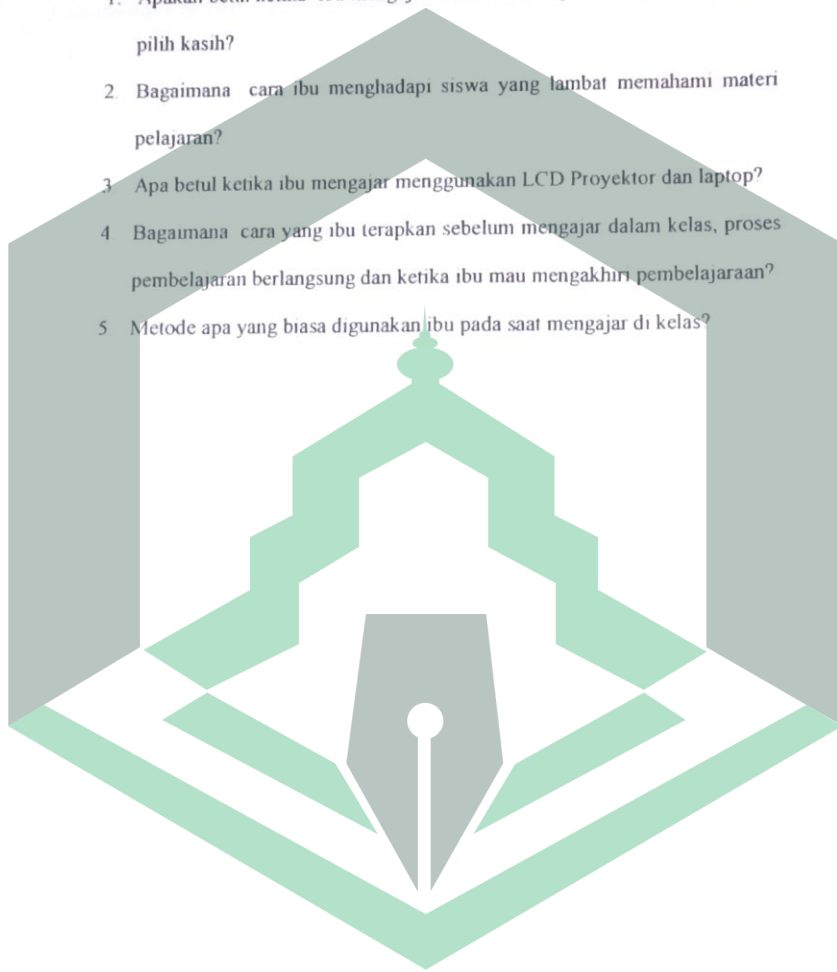 pilih kasih?
2. Bagaimana cara ibu menghadapi siswa yang lambat memahami materi
pelajaran?
3. Apa betul ketika ibu mengajar menggunakan LCD Proyektor dan laptop?
4 Bagaimana cara yang ibu terapkan sebelum mengajar dalam kelas, proses
pembelajaran berlangsung dan ketika ibu mau mengakhiri pembelajaraan?
5 Metode apa yang biasa digunakan ibu pada saat mengajar di kelas?